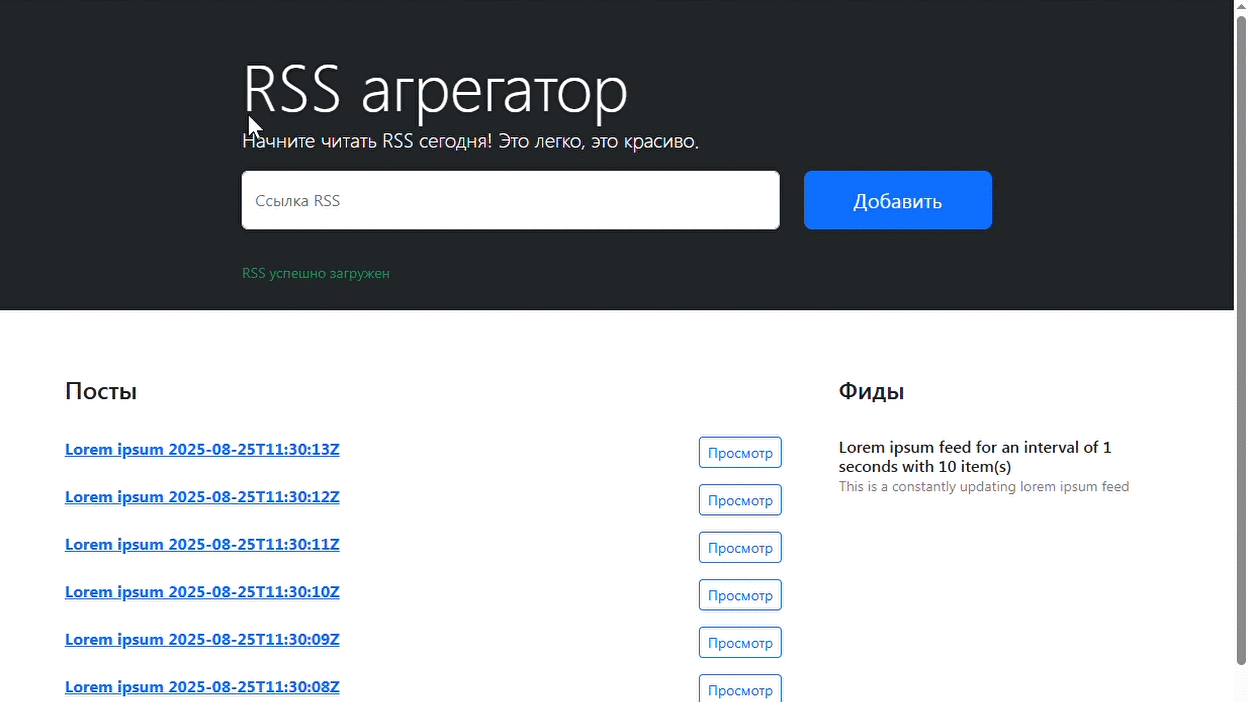 RSS агрегатор
Начните читать RSS сегодня! Это легко, это красиво.
Ссылка RSS
Добавить
RSS успешно загружен
Посты
Lorem ipsum 2025-08-25T11:30:13Z
Просмотр
Lorem ipsum 2025-08-25T11:30:12Z
Просмотр
Lorem ipsum 2025-08-25T11:30:11Z
Просмотр
Lorem ipsum 2025-08-25T11:30:10Z
Просмотр
Lorem ipsum 2025-08-25T11:30:09Z
Просмотр
Lorem ipsum 2025-08-25T11:30:08Z
Просмотр
Фиды
Lorem ipsum feed for an interval of 1
seconds with 10 item(s)
This is a constantly updating lorem ipsum feed